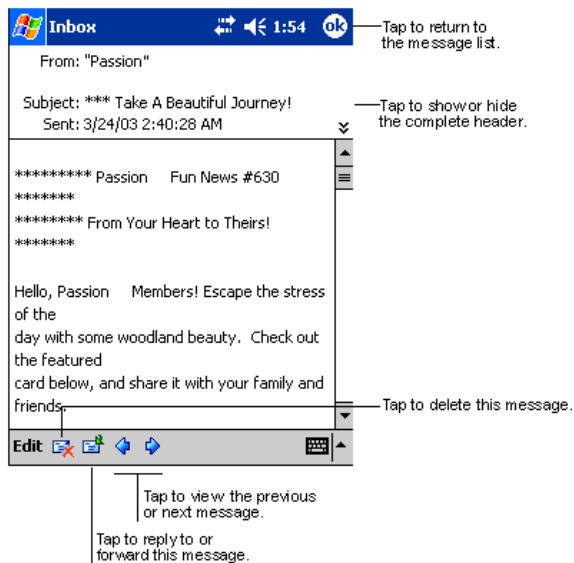 Inbox 1:54 ok
Tap to return to
the message list.
From: "Passion"
Subject: *** Take A Beautiful Journey!
Sent: 3/24/03 2:40:28 AM
Tap to show or hide
the complete header.
********* Passion Fun News #630
*******
******** From Your Heart to Theirs!
*******
Hello, Passion Members! Escape the stress
of the
day with some woodland beauty. Check out
the featured
card below, and share it with your family and
friends.
Tap to delete this message.
Edit
Tap to view the previous
or next message.
Tap to reply to or
forward this message.